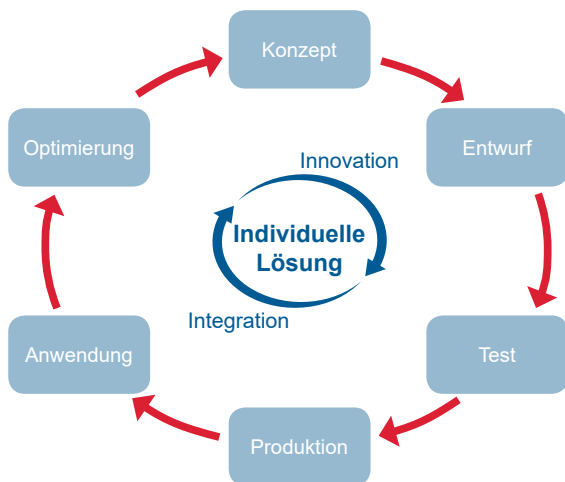 Konzept
Optimierung
Entwurf
Innovation
Individuelle
Lösung
Integration
Anwendung
Test
Produktion